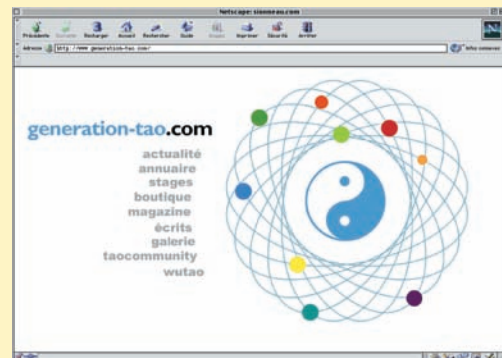 Netscape: sionneau.com
Précédente Suivante Recharger Accueil Rechercher Guide Images Imprimer Sécurité Arrêter
Adresse : http://www.generation-tao.com/ Infos connexes
generation-tao.com
actualité
annuaire
stages
boutique
magazine
écrits
galerie
taocommunity
wutao